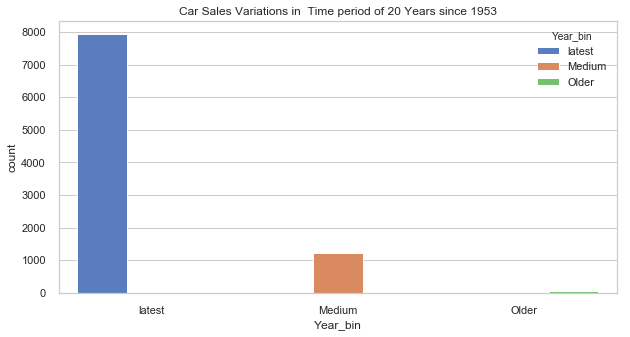 Car Sales Variations in  Time period of 20 Years since 1953
8000
7000
6000
5000
4000
3000
2000
1000
0
count
Year_bin
latest
Medium
Older
latest
Medium
Older
Year_bin